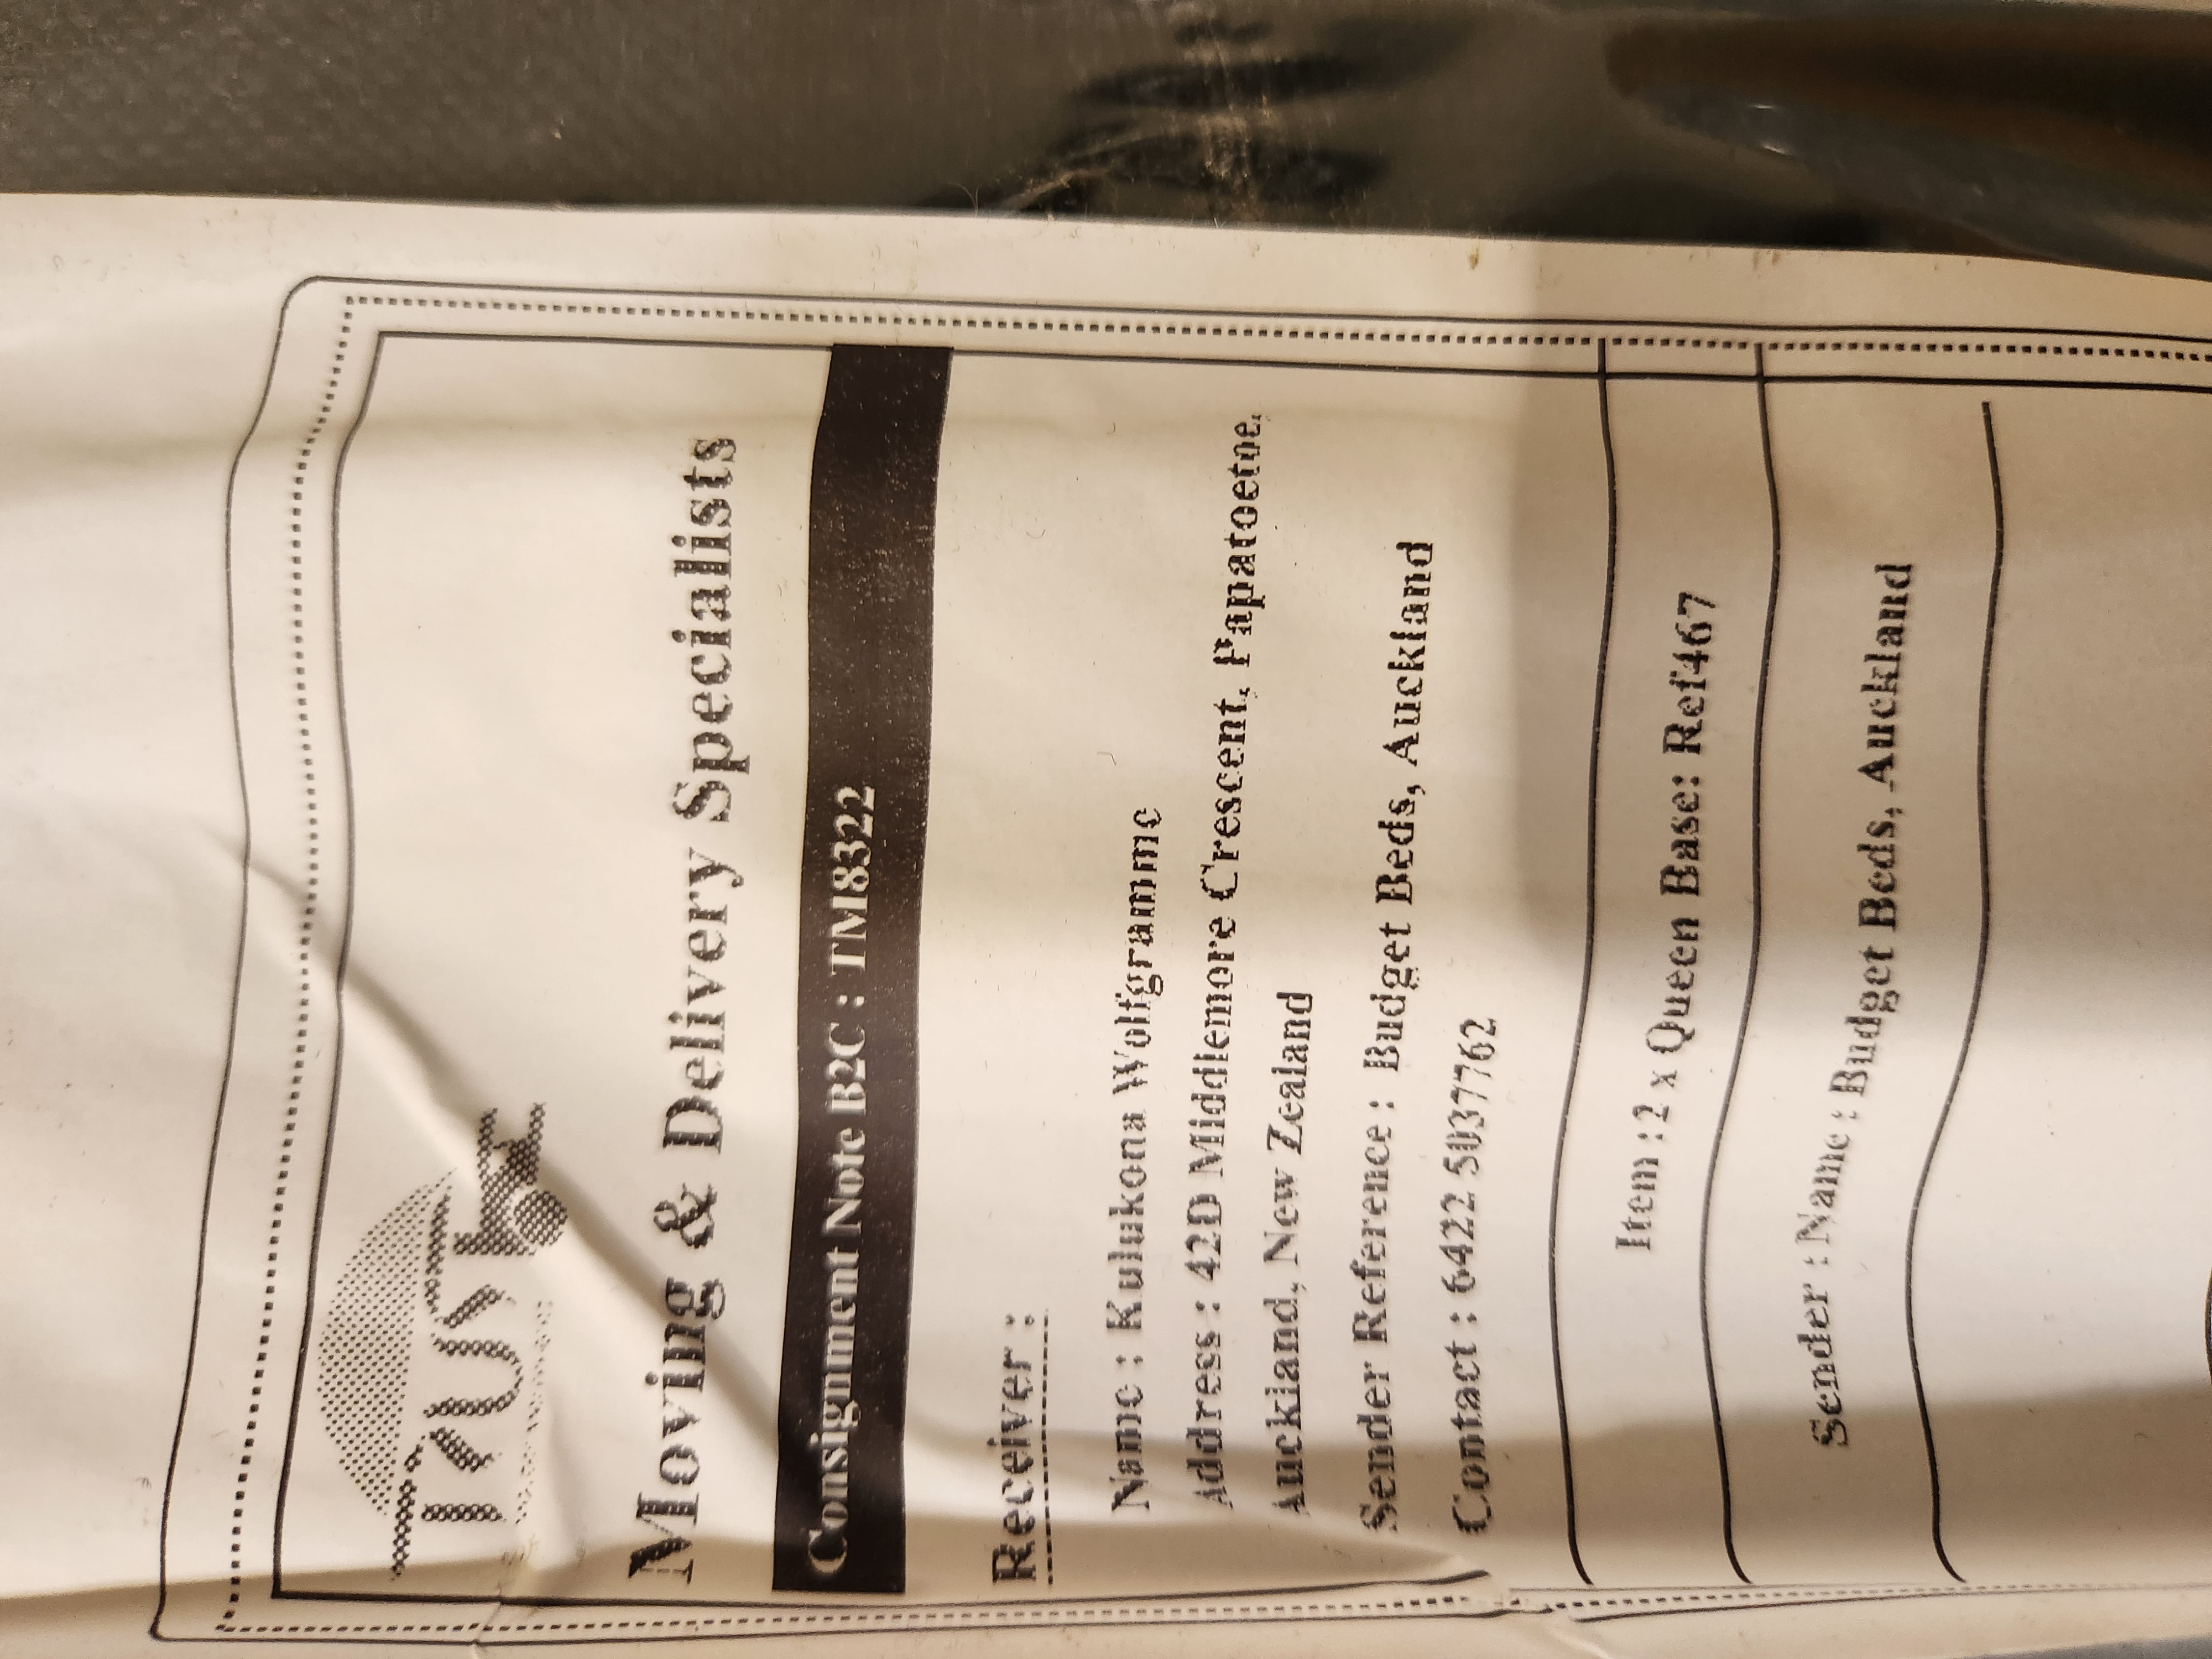 Moving & Delivery Specialists
Consignment Note B2C : TM8322
Receiver :
Name : Kulukona Wolfgramme
Address : 42D Middlemore Crescent, Papatoetoe,
Auckland, New Zealand
Sender Reference : Budget Beds, Auckland
Contact : 6422 5037762
Item : 2 x Queen Base: Ref467
Sender : Name : Budget Beds, Auckland